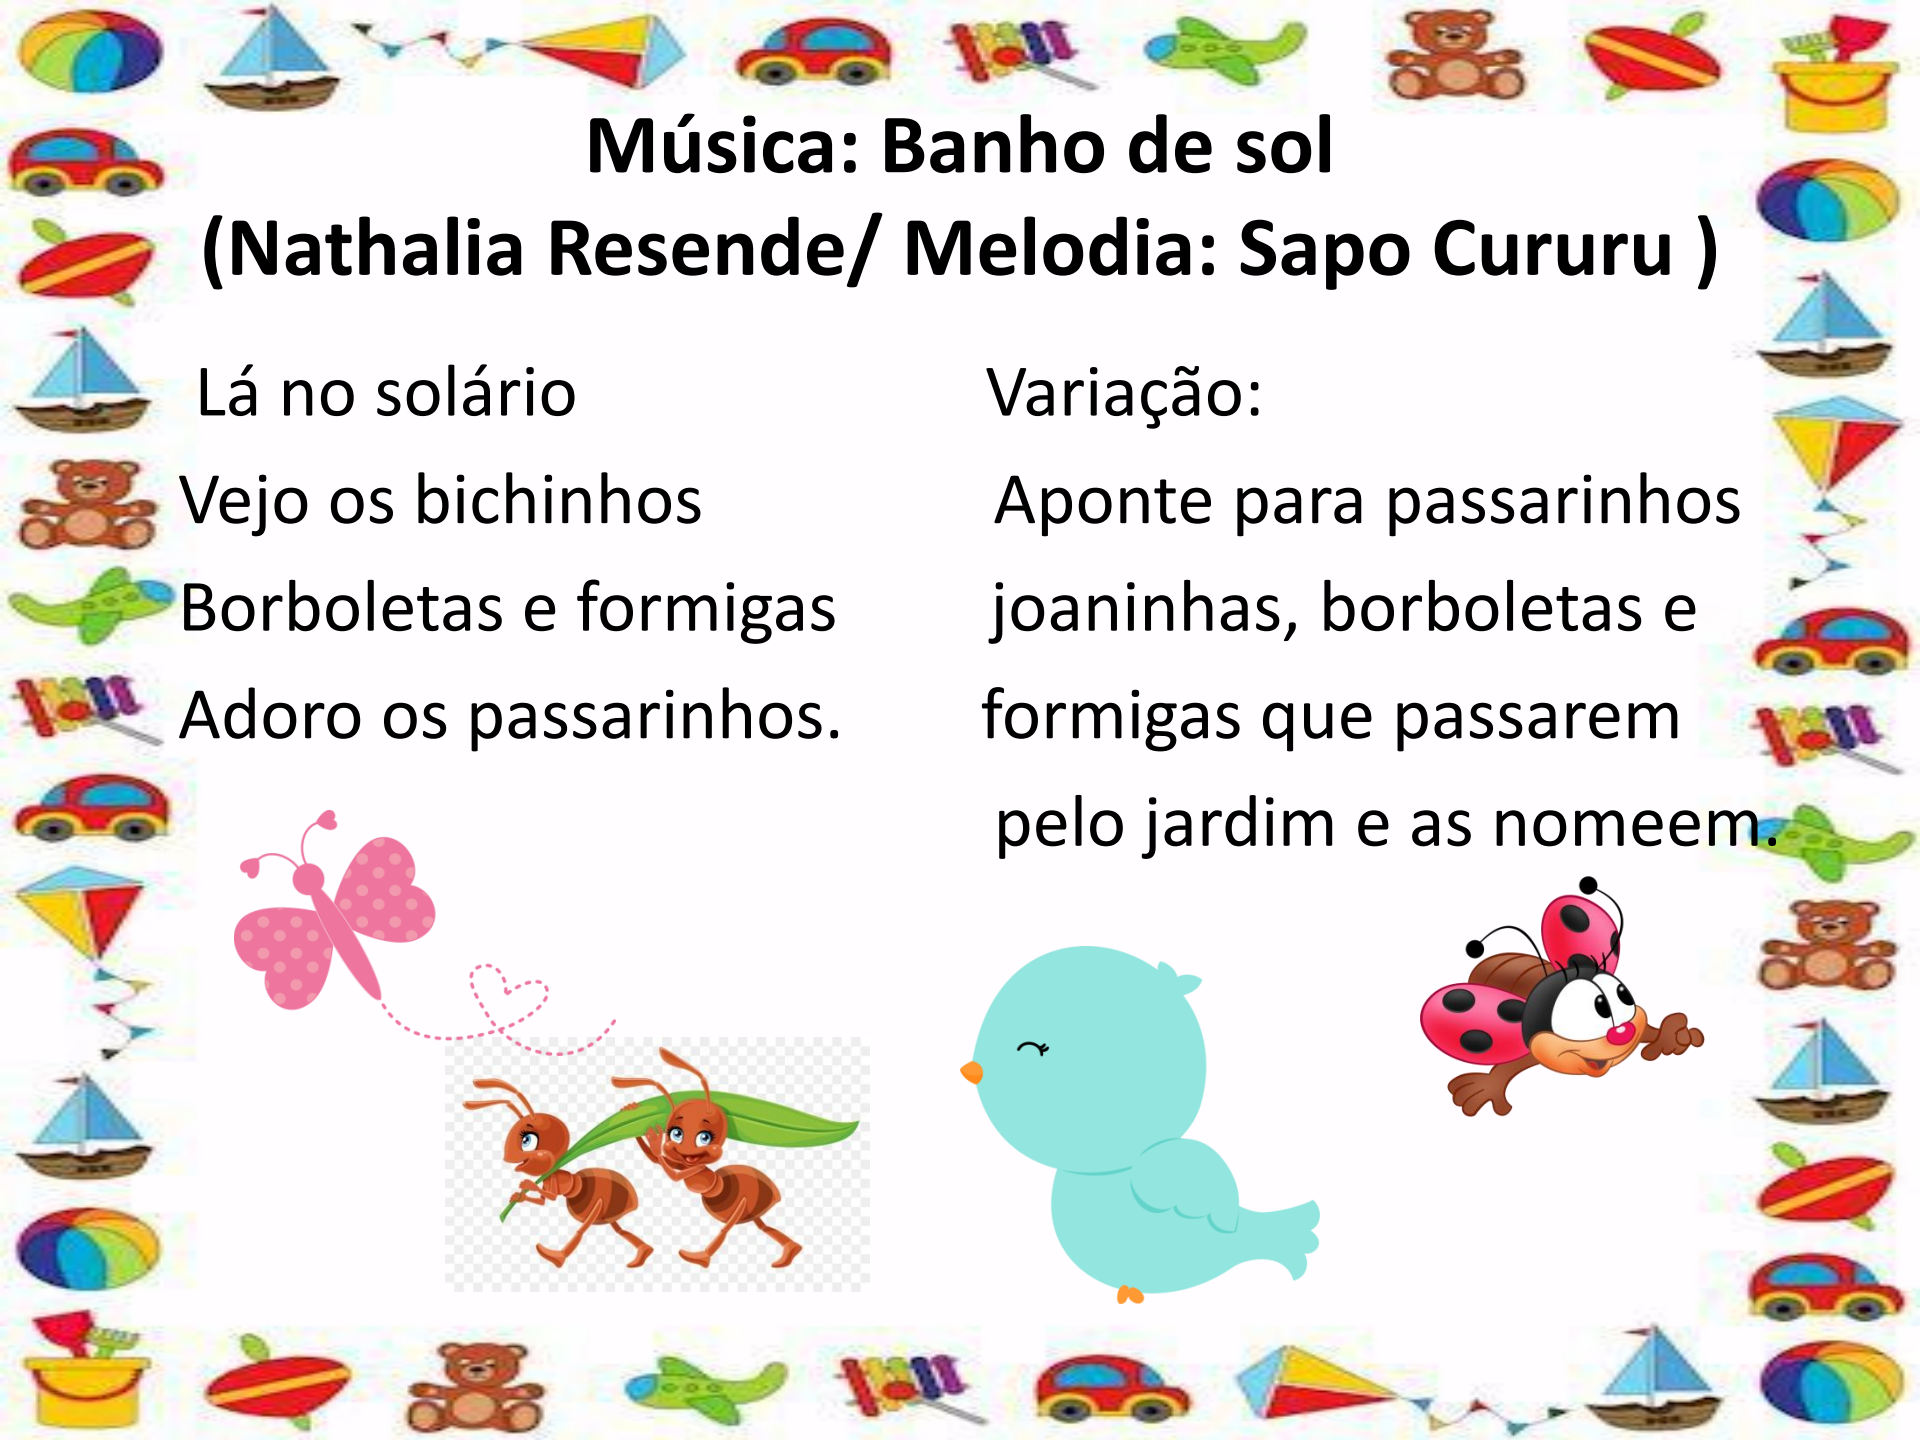 Música: Banho de sol
(Nathalia Resende/ Melodia: Sapo Cururu )
Lá no solário
Vejo os bichinhos
Borboletas e formigas
Adoro os passarinhos.
Variação:
Aponte para passarinhos
joaninhas, borboletas e
formigas que passarem
pelo jardim e as nomeem.